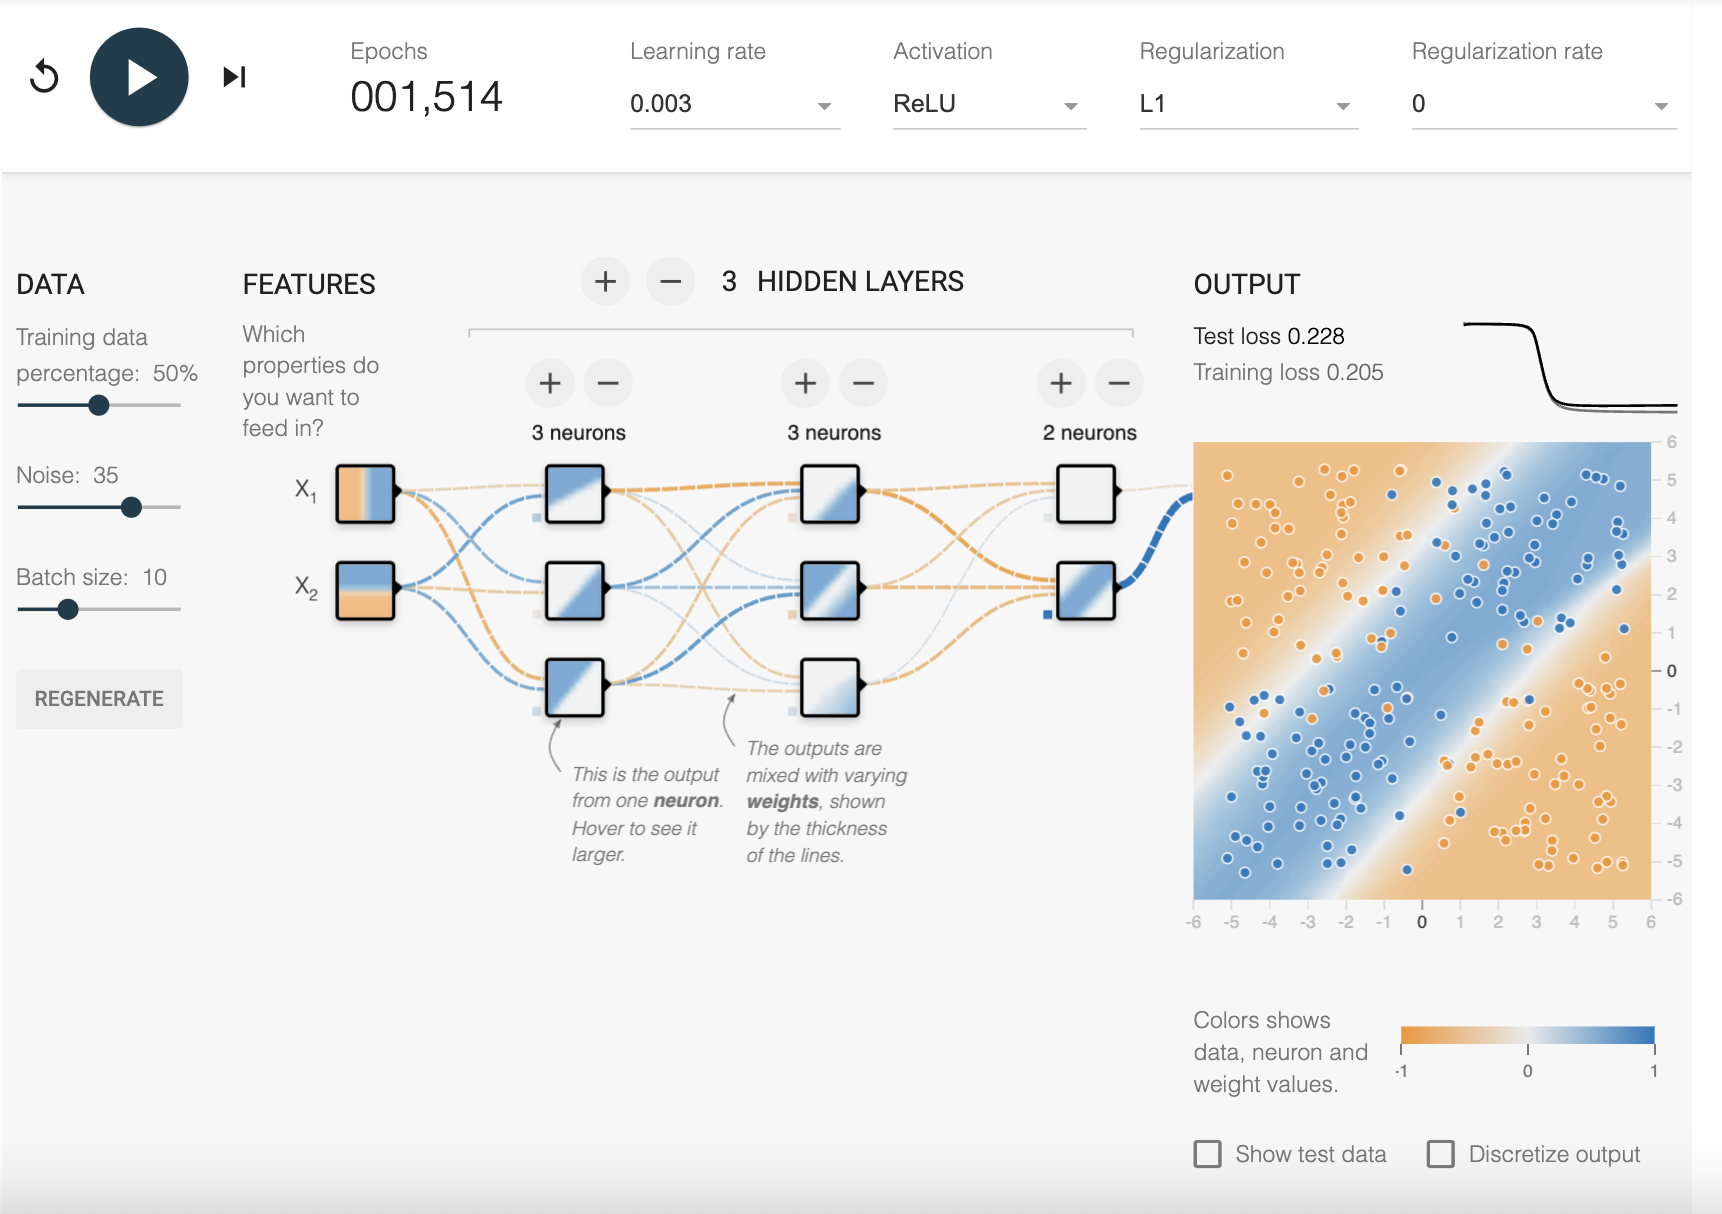 Epochs
001,514
Learning rate
0.003
Activation
ReLU
Regularization
L1
Regularization rate
0
DATA
Training data
percentage: 50%
Noise: 35
Batch size: 10
REGENERATE
FEATURES
Which
properties do
you want to
feed in?
X1
X2
+ − 3 HIDDEN LAYERS
+ −
3 neurons
+ −
3 neurons
+ −
2 neurons
This is the output
from one neuron.
Hover to see it
larger.
The outputs are
mixed with varying
weights, shown
by the thickness
of the lines.
OUTPUT
Test loss 0.228
Training loss 0.205
6
5
4
3
2
1
0
-1
-2
-3
-4
-5
-6
-6 -5 -4 -3 -2 -1 0 1 2 3 4 5 6
Colors shows
data, neuron and
weight values.
-1 0 1
Show test data
Discretize output